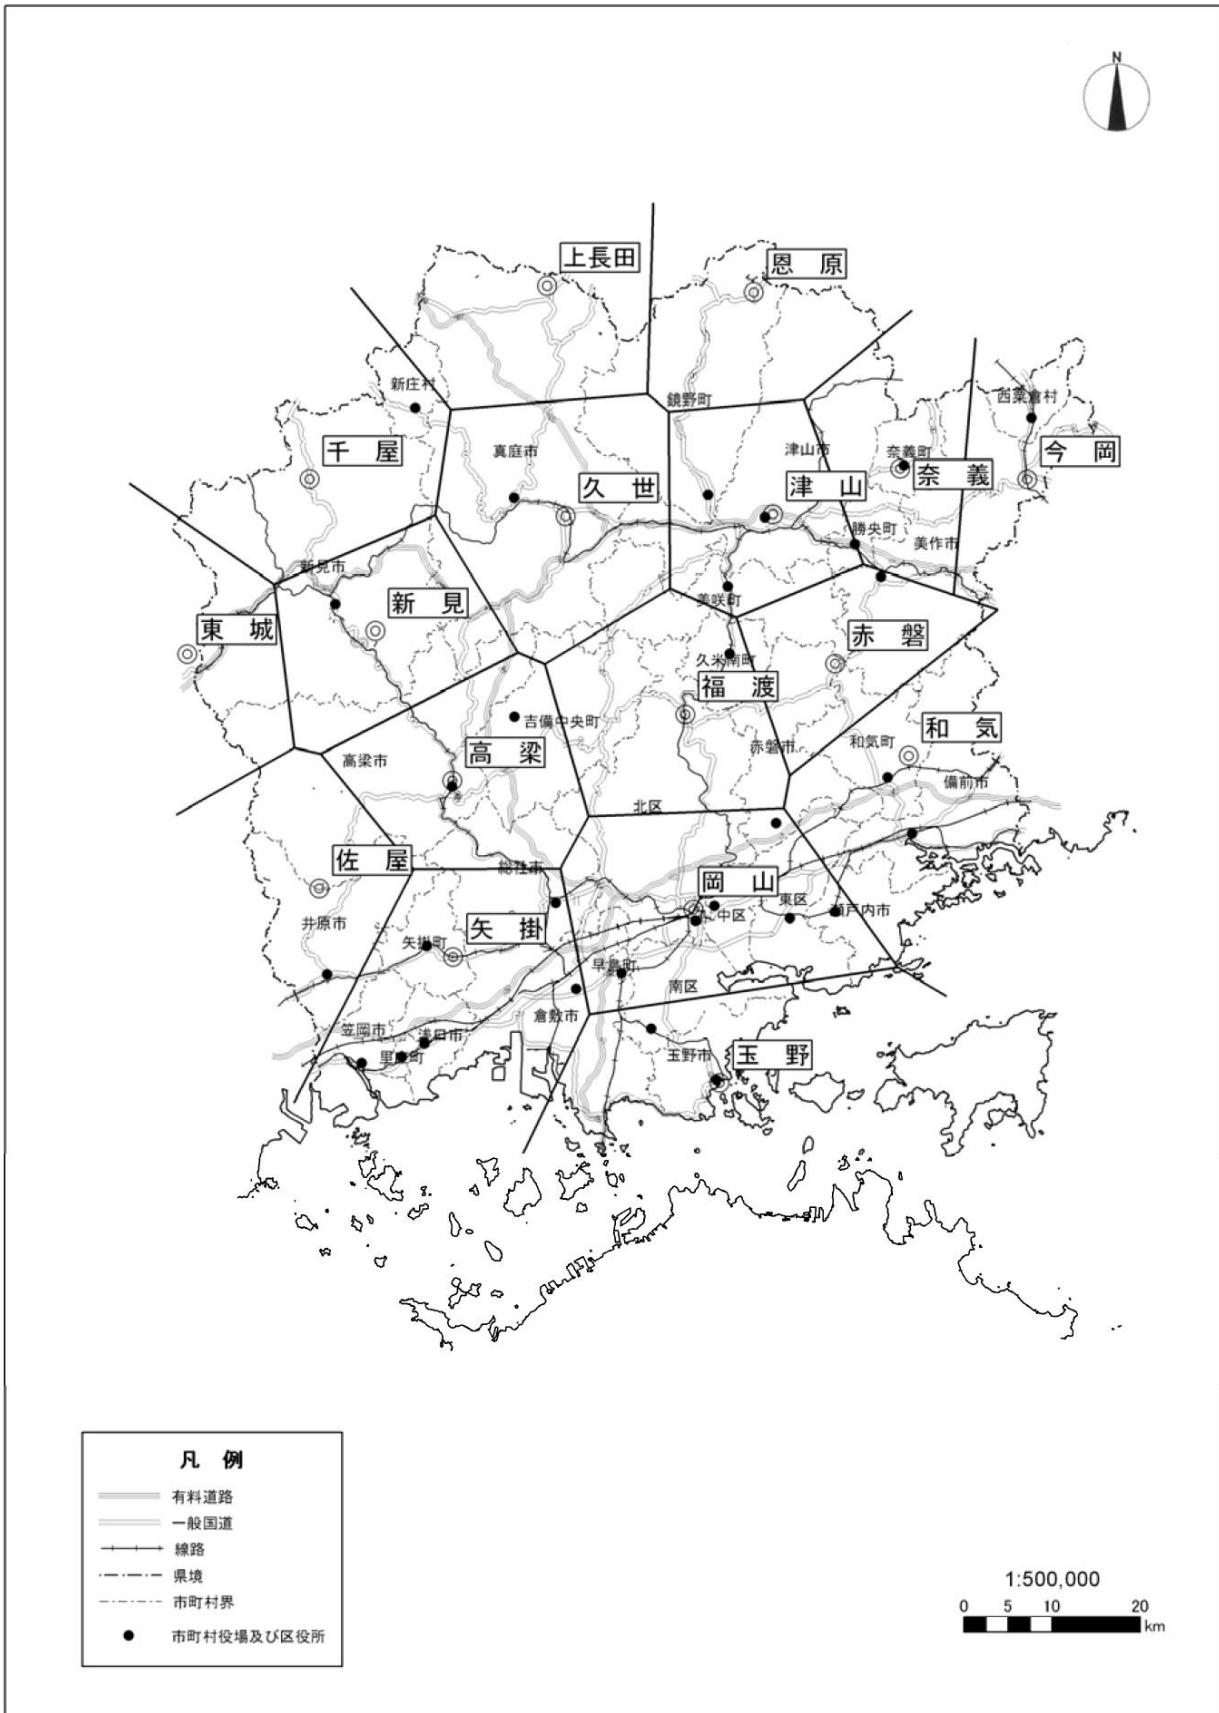 N
上長田
恩原
新庄村
鏡野町
西粟倉村
千屋
真庭市
津山市
奈義町
今岡
久世
津山
奈義
勝央町
美作市
新見市
新見
美咲町
東城
赤磐
久米南町
福渡
吉備中央町
和気
高梁市
高梁
赤磐市
和気町
備前市
北区
佐屋
総社市
岡山
井原市
矢掛町
矢掛
中区
東区
瀬戸内市
早島町
南区
笠岡市
浅口市
倉敷市
里庄町
玉野市
玉野
凡例
有料道路
一般国道
線路
県境
市町村界
市町村役場及び区役所
1:500,000
0 5 10 20
km